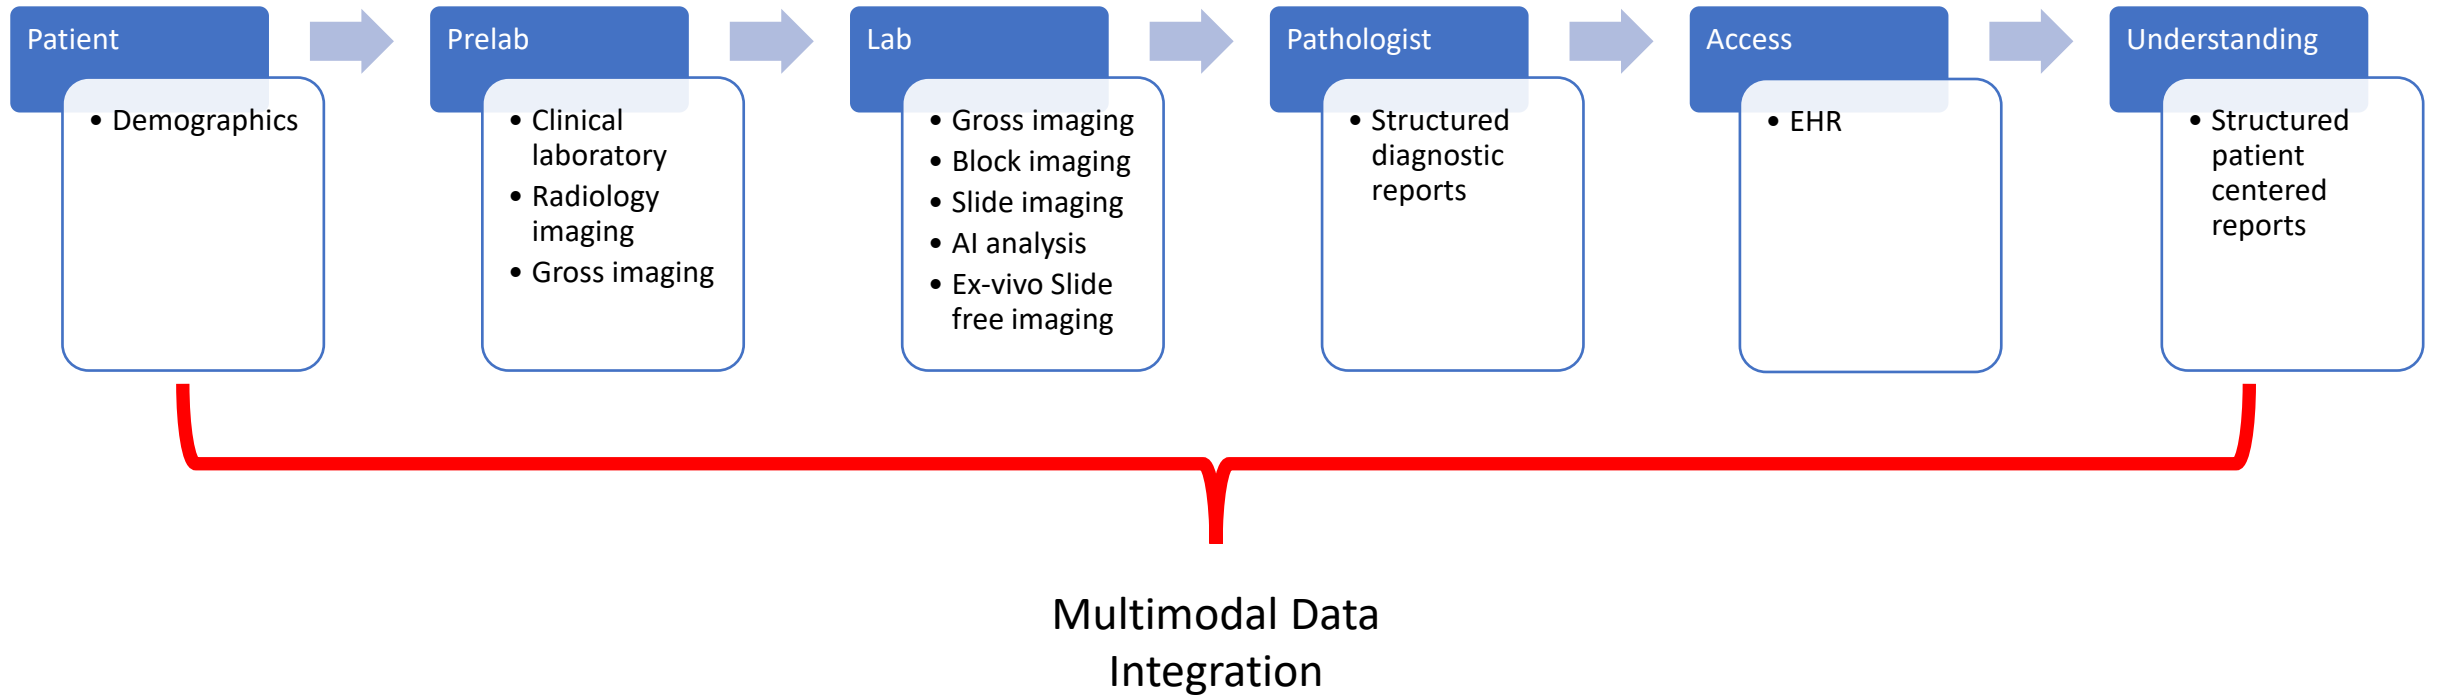 Patient
• Demographics
Prelab
• Clinical
laboratory
• Radiology
imaging
• Gross imaging
Lab
• Gross imaging
• Block imaging
• Slide imaging
• AI analysis
• Ex-vivo Slide
free imaging
Pathologist
• Structured
diagnostic
reports
Access
• EHR
Understanding
• Structured
patient
centered
reports
Multimodal Data
Integration